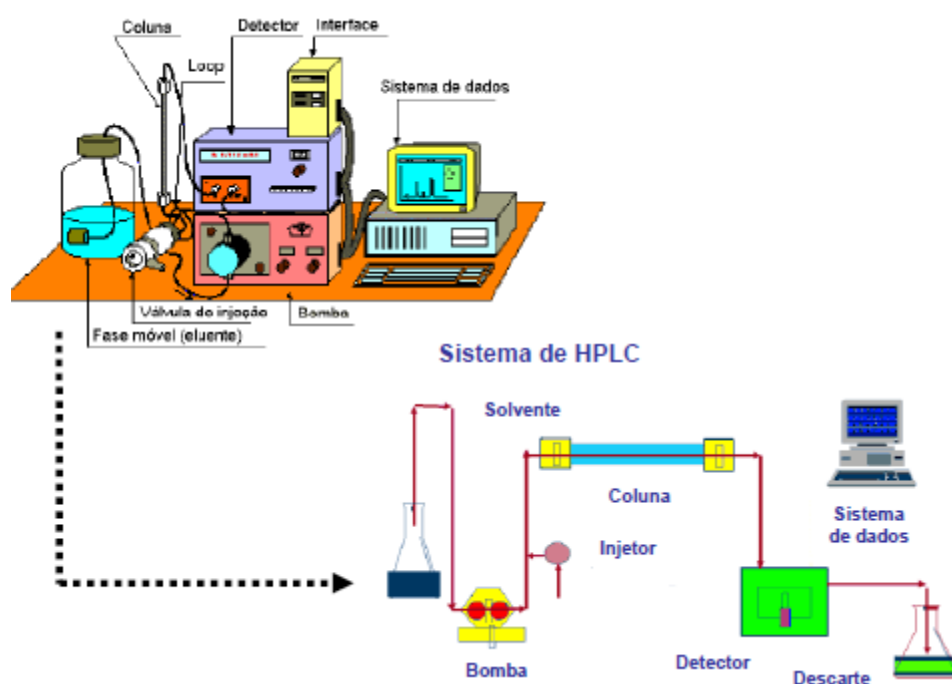 Coluna
Detector
Interface
Loop
Sistema de dados
Válvula do injeção
Bomba
Fase móvel (eluente)
Sistema de HPLC
Solvente
Coluna
Injetor
Sistema
de dados
Bomba
Detector
Descarte